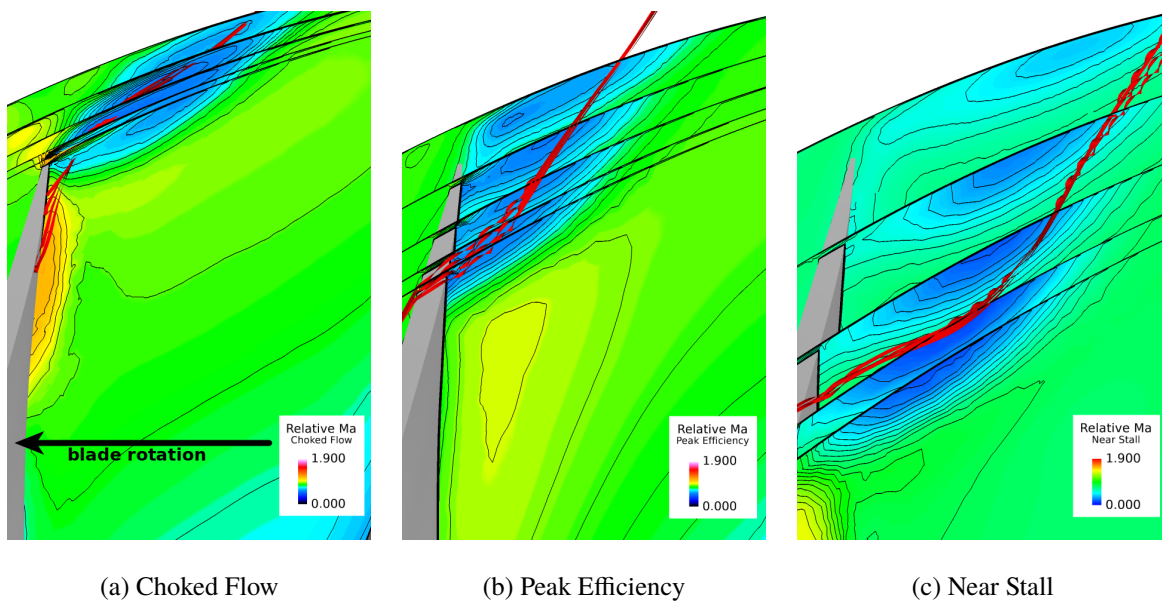 Relative Ma
Choked Flow
1.900
0.000
blade rotation
Relative Ma
Peak Efficiency
1.900
0.000
Relative Ma
Near Stall
1.900
0.000
(a) Choked Flow
(b) Peak Efficiency
(c) Near Stall